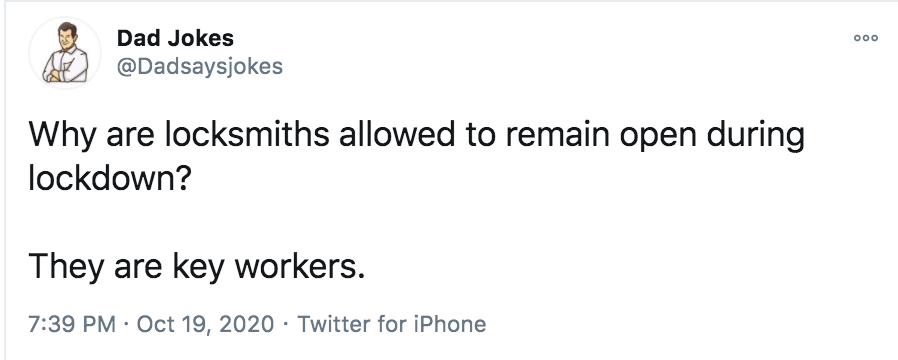 Dad Jokes
@Dadsaysjokes
Why are locksmiths allowed to remain open during
lockdown?
They are key workers.
7:39 PM · Oct 19, 2020 · Twitter for iPhone